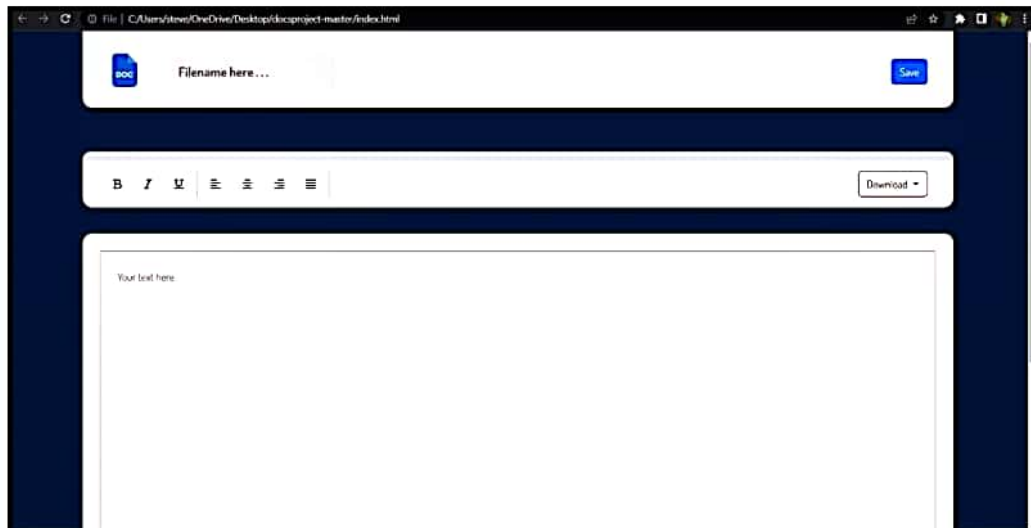 File | C:/Users/steve/OneDrive/Desktop/docsproject-master/index.html
DOC
Filename here . . .
Save
B I U
Download
Your text here